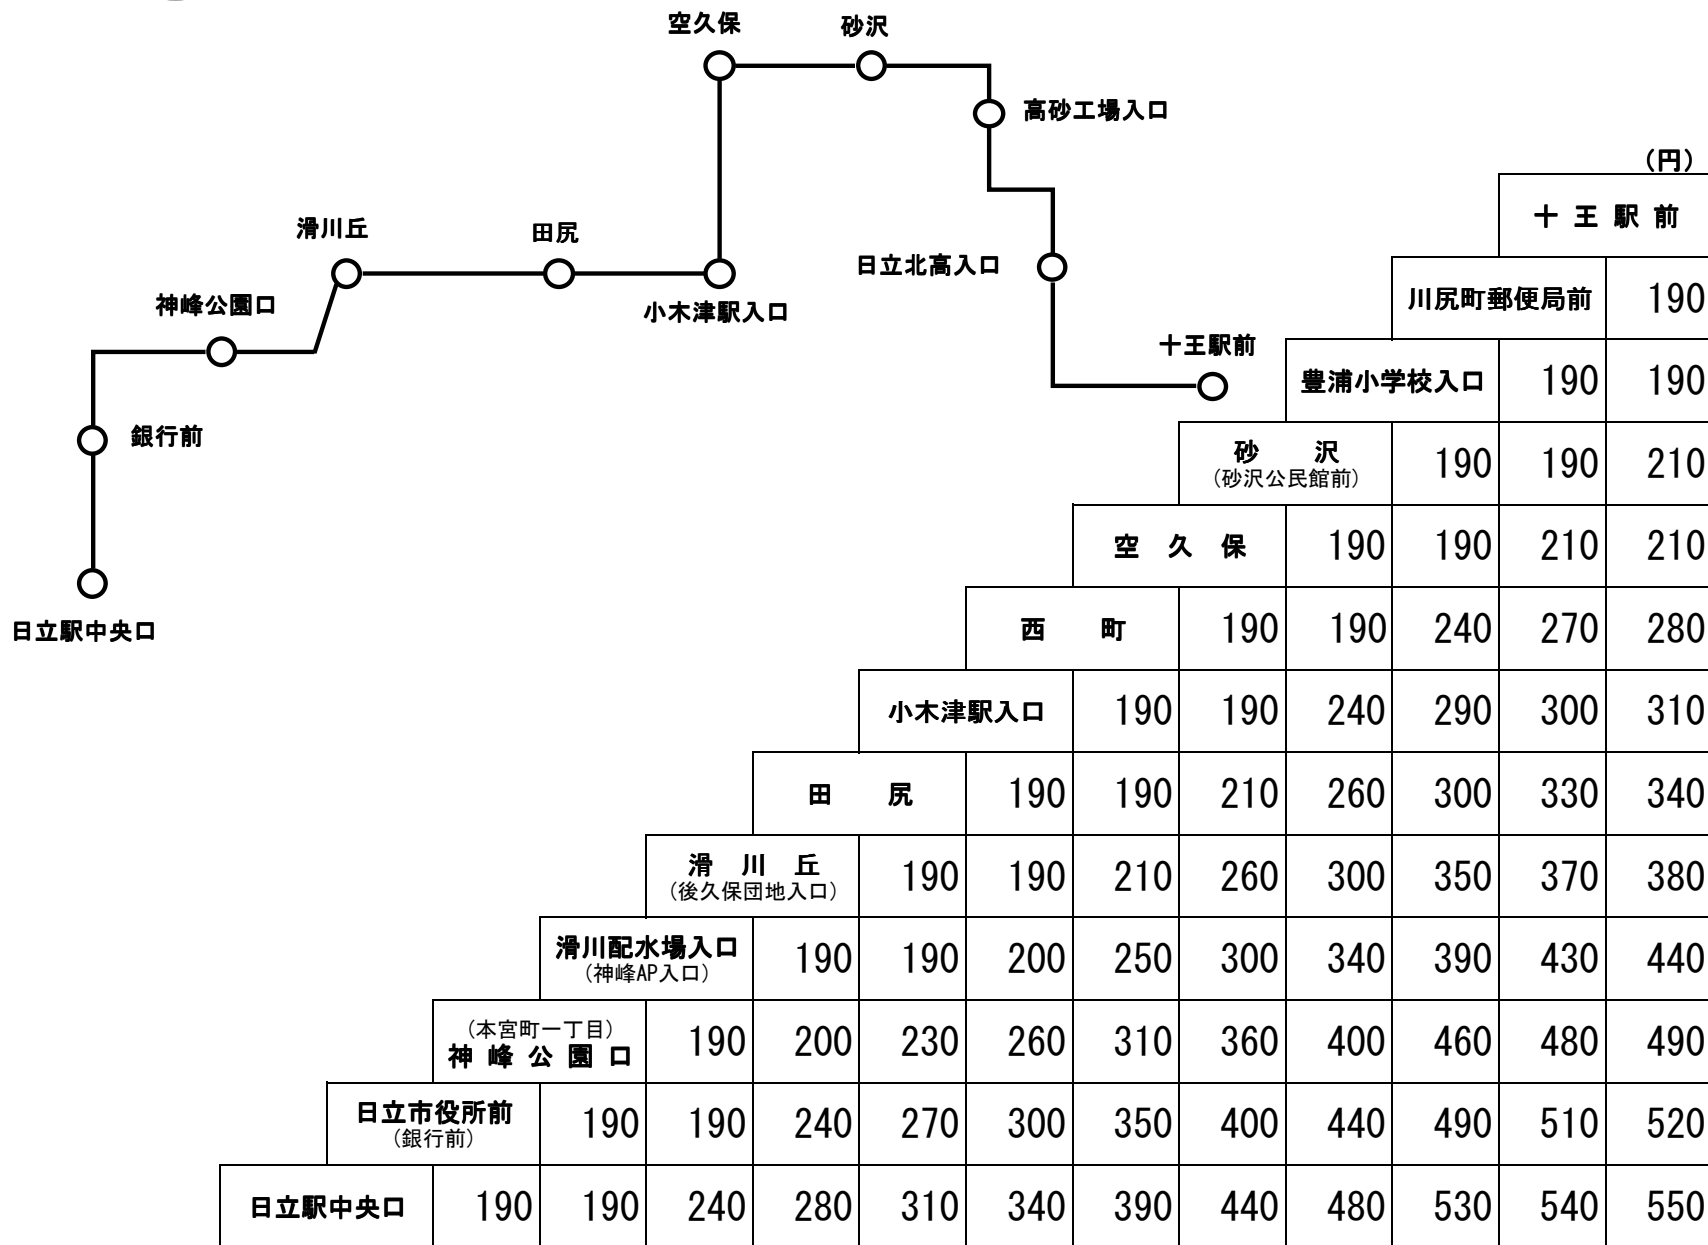 空久保
砂沢
高砂工場入口
滑川丘
田尻
日立北高入口
神峰公園口
小木津駅入口
十王駅前
銀行前
日立駅中央口
(円)
十王駅前
川尻町郵便局前 190
豊浦小学校入口 190 190
砂沢 190 190 210
(砂沢公民館前)
空久保 190 190 210 210
西町 190 190 240 270 280
小木津駅入口 190 190 240 290 300 310
田尻 190 190 210 260 300 330 340
滑川丘 190 190 210 260 300 350 370 380
(後久保団地入口)
滑川配水場入口 190 190 200 250 300 340 390 430 440
(神峰AP入口)
(本宮町一丁目)
神峰公園口 190 200 230 260 310 360 400 460 480 490
日立市役所前 190 190 240 270 300 350 400 440 490 510 520
(銀行前)
日立駅中央口 190 190 240 280 310 340 390 440 480 530 540 550